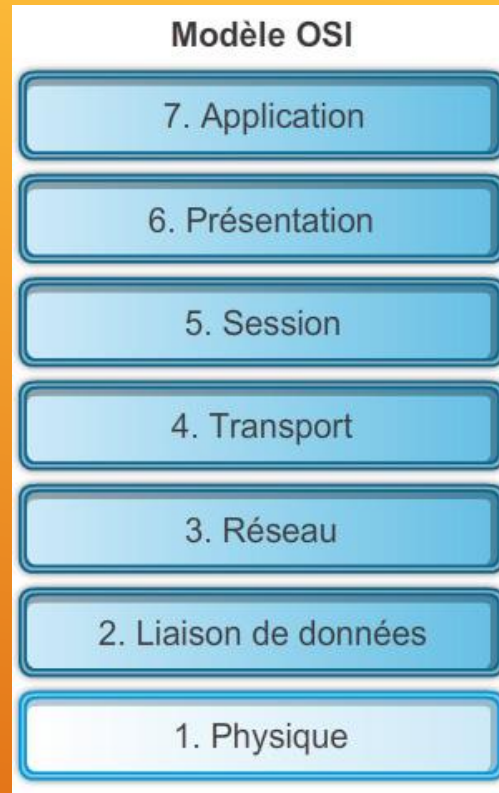 Modèle OSI
7. Application
6. Présentation
5. Session
4. Transport
3. Réseau
2. Liaison de données
1. Physique